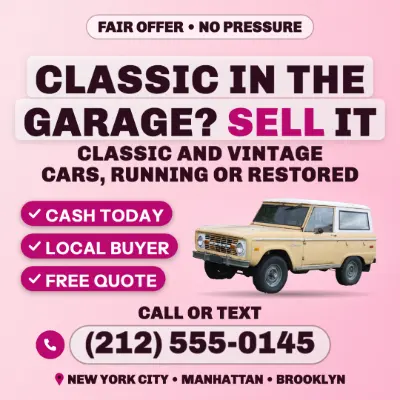 FAIR OFFER • NO PRESSURE
CLASSIC IN THE
GARAGE? SELL IT
CLASSIC AND VINTAGE
CARS, RUNNING OR RESTORED
CASH TODAY
LOCAL BUYER
FREE QUOTE
CALL OR TEXT
(212) 555-0145
NEW YORK CITY • MANHATTAN • BROOKLYN